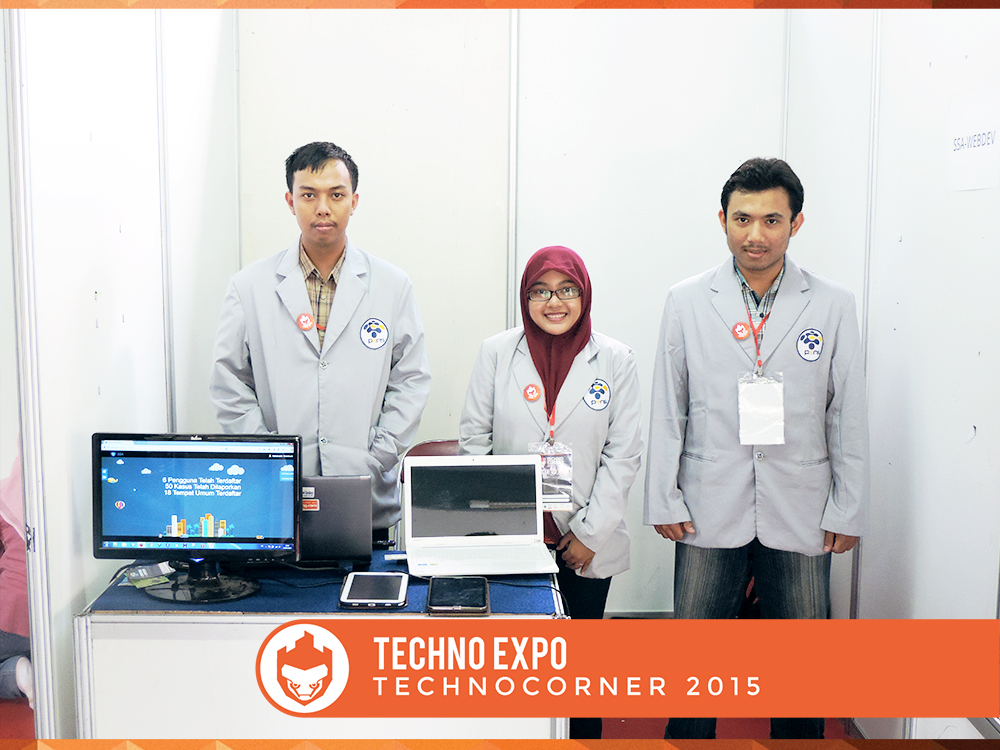 SSA-WEBDEV
6 Pengguna Telah Terdaftar
50 Kasus Telah Dilaporkan
18 Tempat Umum Terdaftar
TECHNO EXPO
TECHNOCORNER 2015